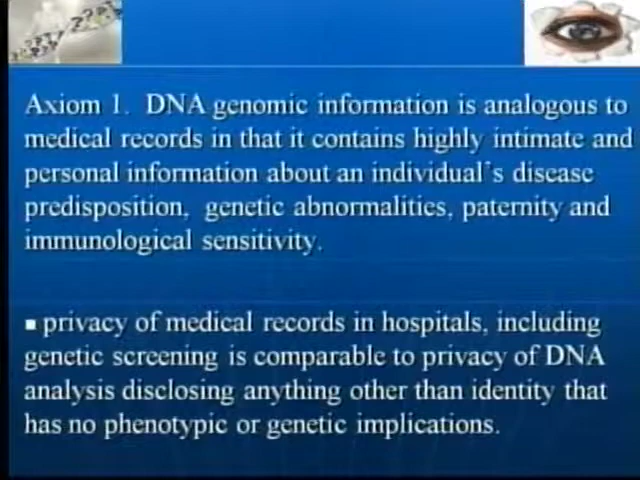 Axiom 1. DNA genomic information is analogous to
medical records in that it contains highly intimate and
personal information about an individual's disease
predisposition, genetic abnormalities, paternity and
immunological sensitivity.
▪ privacy of medical records in hospitals, including
genetic screening is comparable to privacy of DNA
analysis disclosing anything other than identity that
has no phenotypic or genetic implications.